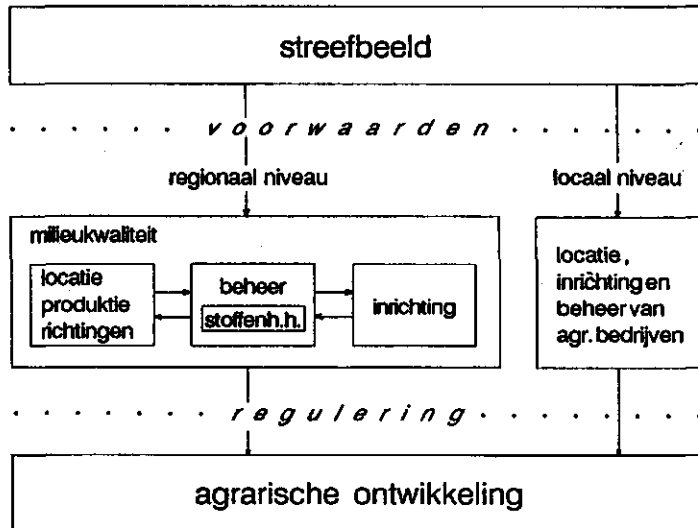 streefbeeld
voorwaarden
regionaal niveau
locaal niveau
milieukwaliteit
locatie
produktie
richtingen
beheer
stoffenh.h.
inrichting
locatie,
inrichting en
beheer van
agr. bedrijven
regulering
agrarische ontwikkeling